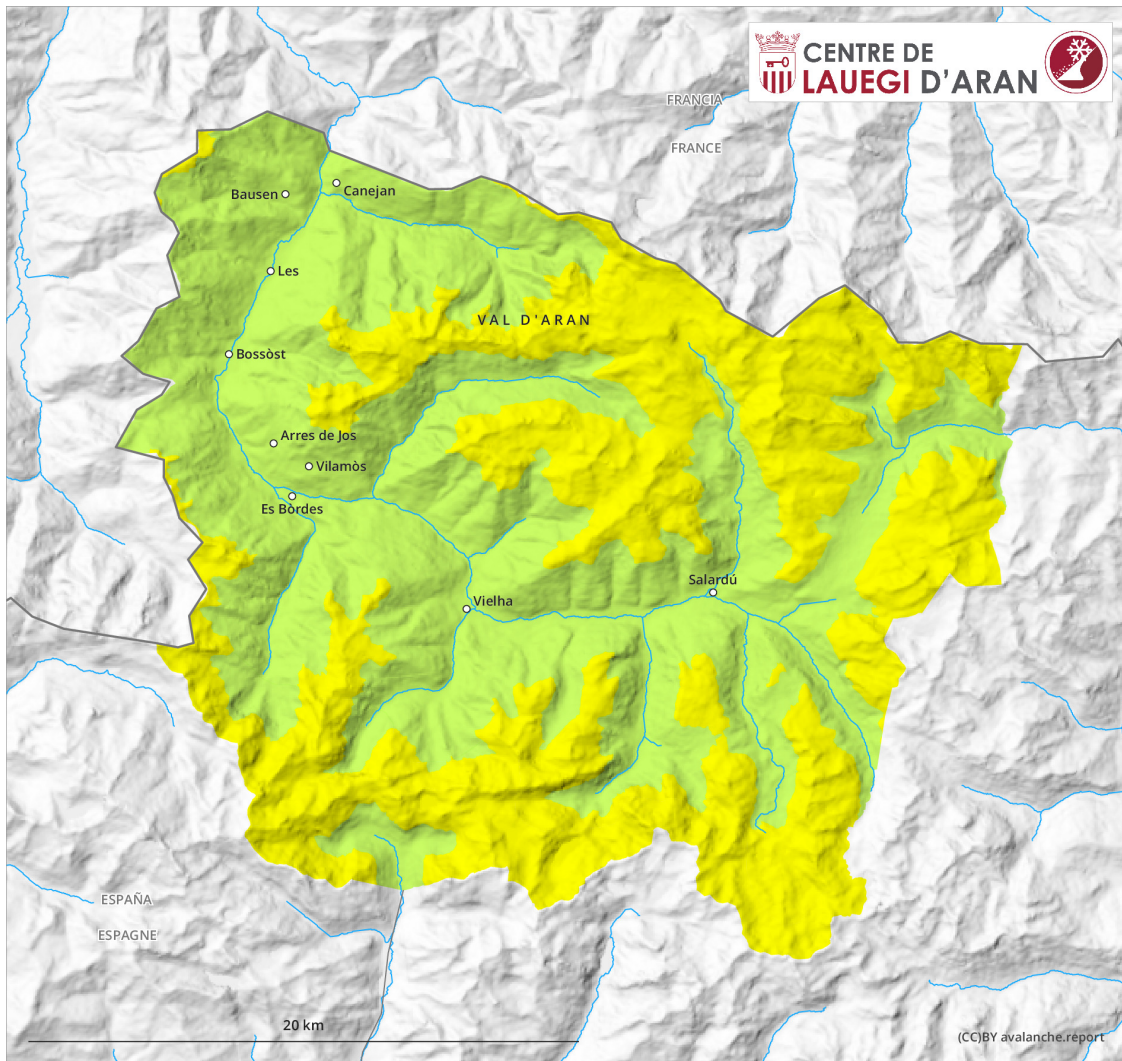 CENTRE DE
LAUEGI D'ARAN
FRANCIA
FRANCE
Bausen
Canejan
Les
VAL D'ARAN
Bossòst
Arres de Jos
Vilamòs
Es Bòrdes
Salardú
Vielha
ESPAÑA
ESPAGNE
20 km
(CC)BY avalanche.report